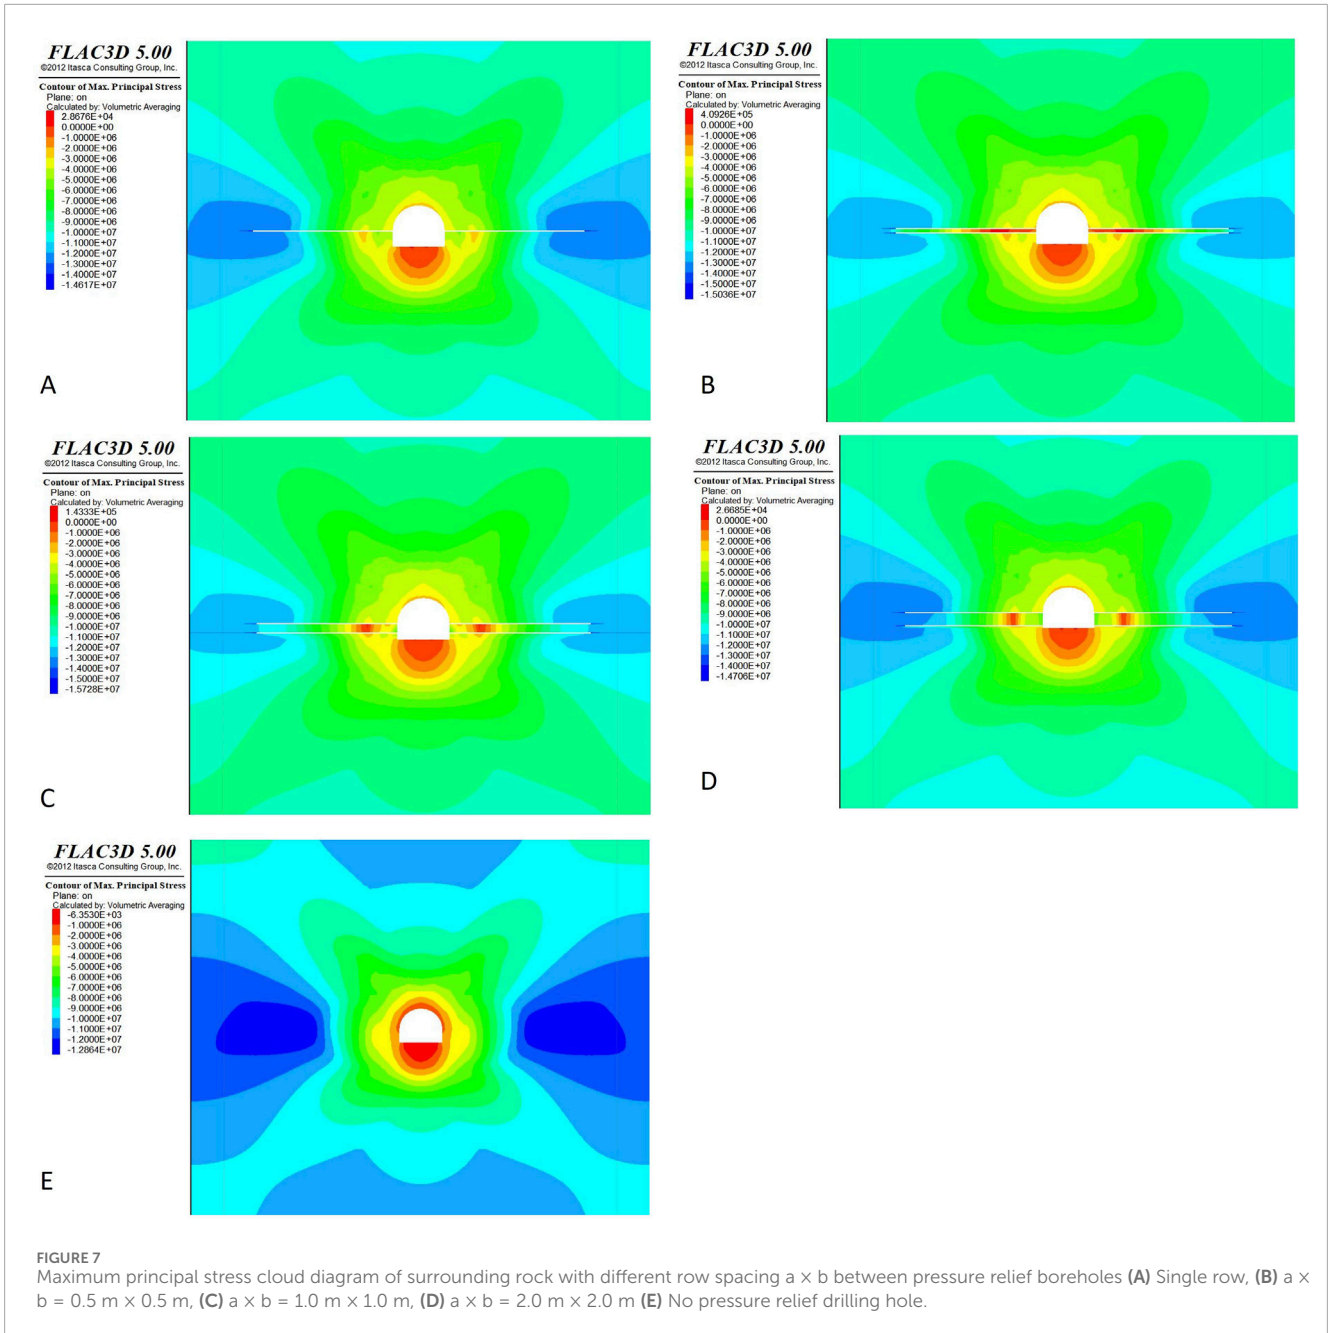 FLAC3D 5.00
©2012 Itasca Consulting Group, Inc.
Contour of Max. Principal Stress
Plane: on
Calculated by: Volumetric Averaging
2.8676E+04
0.0000E+00
-1.0000E+06
-2.0000E+06
-3.0000E+06
-4.0000E+06
-5.0000E+06
-6.0000E+06
-7.0000E+06
-8.0000E+06
-9.0000E+06
-1.0000E+07
-1.1000E+07
-1.2000E+07
-1.3000E+07
-1.4000E+07
-1.4617E+07
A
FLAC3D 5.00
©2012 Itasca Consulting Group, Inc.
Contour of Max. Principal Stress
Plane: on
Calculated by: Volumetric Averaging
4.0926E+05
0.0000E+00
-1.0000E+06
-2.0000E+06
-3.0000E+06
-4.0000E+06
-5.0000E+06
-6.0000E+06
-7.0000E+06
-8.0000E+06
-9.0000E+06
-1.0000E+07
-1.1000E+07
-1.2000E+07
-1.3000E+07
-1.4000E+07
-1.5000E+07
-1.5036E+07
B
FLAC3D 5.00
©2012 Itasca Consulting Group, Inc.
Contour of Max. Principal Stress
Plane: on
Calculated by: Volumetric Averaging
1.4333E+05
0.0000E+00
-1.0000E+06
-2.0000E+06
-3.0000E+06
-4.0000E+06
-5.0000E+06
-6.0000E+06
-7.0000E+06
-8.0000E+06
-9.0000E+06
-1.0000E+07
-1.1000E+07
-1.2000E+07
-1.3000E+07
-1.4000E+07
-1.5000E+07
-1.5728E+07
C
FLAC3D 5.00
©2012 Itasca Consulting Group, Inc.
Contour of Max. Principal Stress
Plane: on
Calculated by: Volumetric Averaging
2.6685E+04
0.0000E+00
-1.0000E+06
-2.0000E+06
-3.0000E+06
-4.0000E+06
-5.0000E+06
-6.0000E+06
-7.0000E+06
-8.0000E+06
-9.0000E+06
-1.0000E+07
-1.1000E+07
-1.2000E+07
-1.3000E+07
-1.4000E+07
-1.4706E+07
D
FLAC3D 5.00
©2012 Itasca Consulting Group, Inc.
Contour of Max. Principal Stress
Plane: on
Calculated by: Volumetric Averaging
-6.3530E+03
-1.0000E+06
-2.0000E+06
-3.0000E+06
-4.0000E+06
-5.0000E+06
-6.0000E+06
-7.0000E+06
-8.0000E+06
-9.0000E+06
-1.0000E+07
-1.1000E+07
-1.2000E+07
-1.2864E+07
E
FIGURE 7
Maximum principal stress cloud diagram of surrounding rock with different row spacing a × b between pressure relief boreholes (A) Single row, (B) a ×
b = 0.5 m × 0.5 m, (C) a × b = 1.0 m × 1.0 m, (D) a × b = 2.0 m × 2.0 m (E) No pressure relief drilling hole.